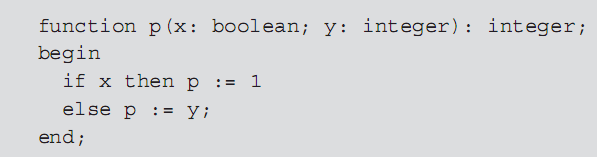 function p(x: boolean; y: integer): integer;
begin
  if x then p := 1
  else p := y;
end;